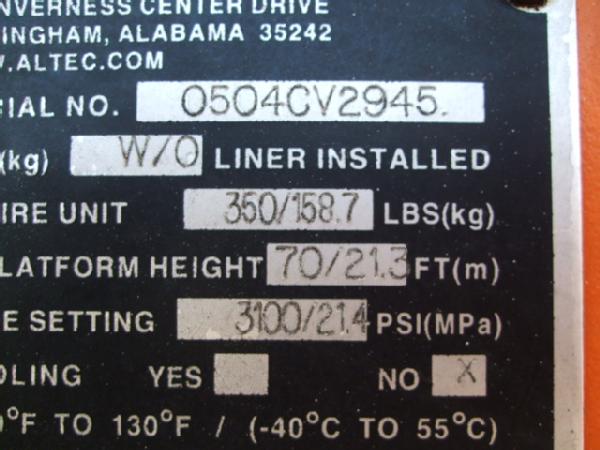 NVERNESS CENTER DRIVE
INGHAM, ALABAMA 35242
.ALTEC.COM
IAL NO. 0504CV2945.
(kg) W/O LINER INSTALLED
IRE UNIT 350/158.7 LBS(kg)
LATFORM HEIGHT 70/21.3 FT(m)
E SETTING 3100/21.4 PSI(MPa)
LING YES NO X
0°F TO 130°F / (-40°C TO 55°C)